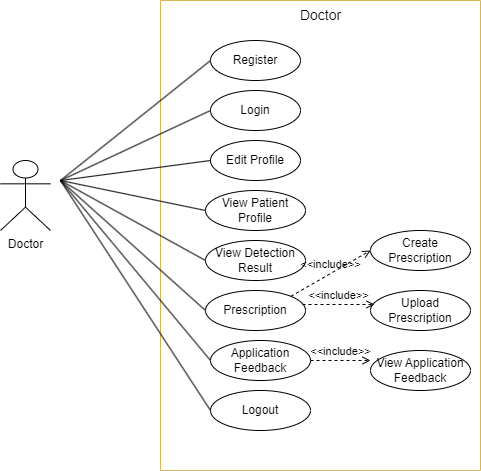 Doctor
Register
Login
Edit Profile
View Patient
Profile
View Detection
Result
<<include>>
Create
Prescription
Prescription
<<include>>
Upload
Prescription
Application
Feedback
<<include>>
View Application
Feedback
Logout
Doctor